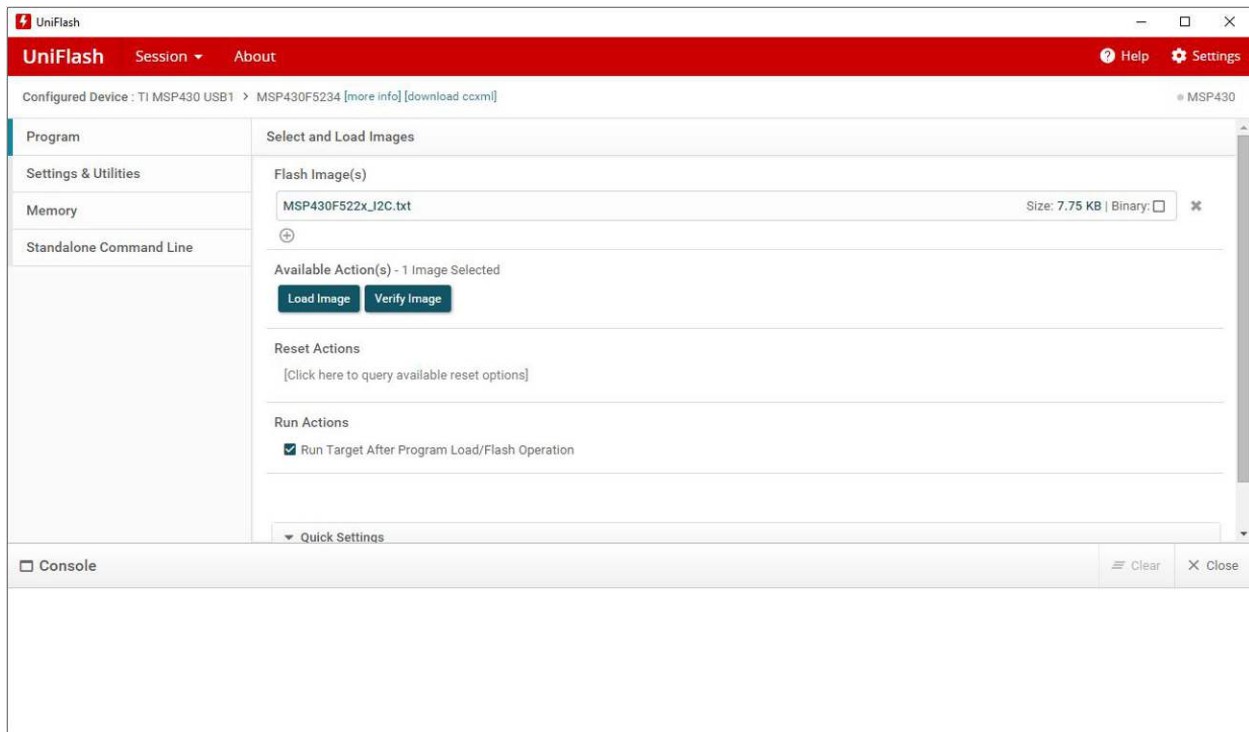 UniFlash
UniFlash Session About Help Settings
Configured Device : TI MSP430 USB1 > MSP430F5234 [more info] [download ccxml] MSP430
Program
Settings & Utilities
Memory
Standalone Command Line
Select and Load Images
Flash Image(s)
MSP430F522x_I2C.txt Size: 7.75 KB | Binary:
Available Action(s) - 1 Image Selected
Load Image Verify Image
Reset Actions
[Click here to query available reset options]
Run Actions
Run Target After Program Load/Flash Operation
Quick Settings
Console Clear Close